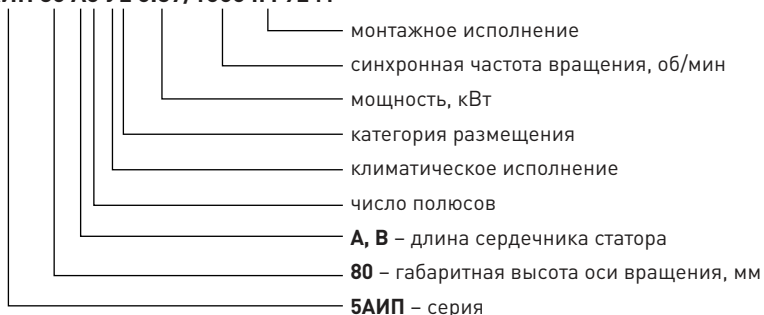 монтажное исполнение
синхронная частота вращения, об/мин
мощность, кВт
категория размещения
климатическое исполнение
число полюсов
А, В – длина сердечника статора
80 – габаритная высота оси вращения, мм
5АИП – серия